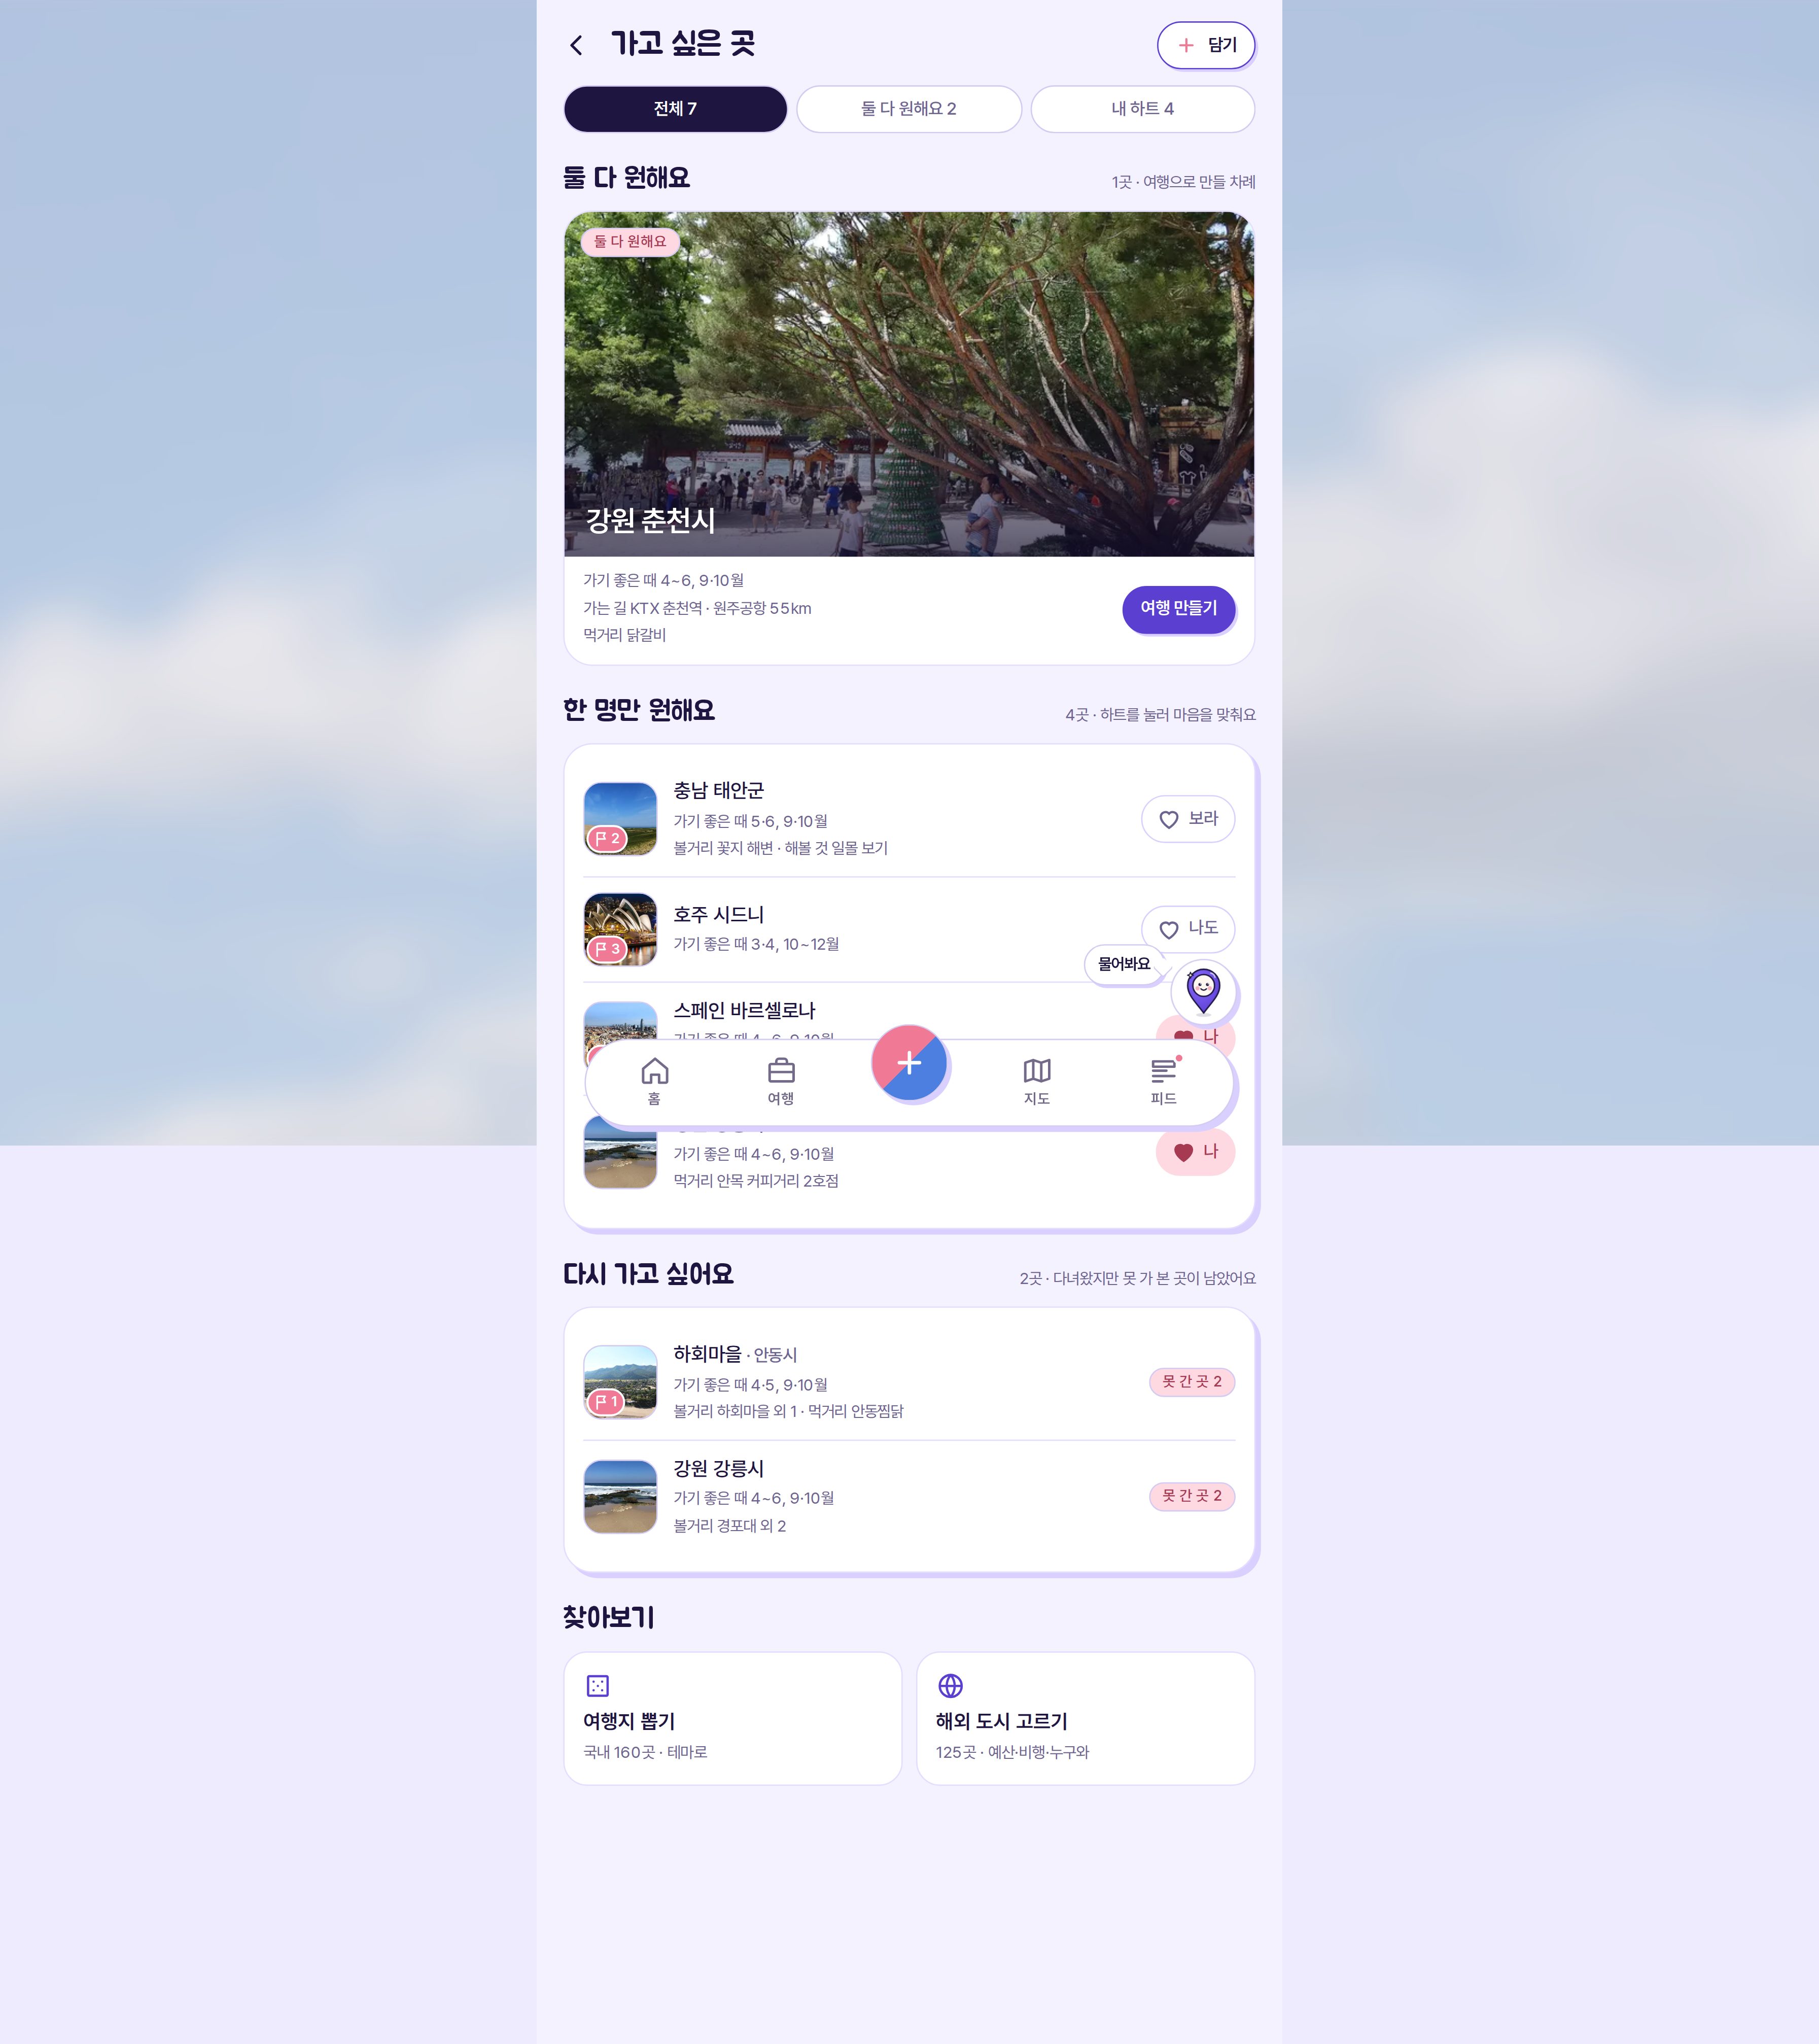 가고 싶은 곳
담기
전체 7
둘 다 원해요 2
내 하트 4
둘 다 원해요
1곳 · 여행으로 만들 차례
둘 다 원해요
강원 춘천시
가기 좋은 때 4~6, 9·10월
가는 길 KTX 춘천역 · 원주공항 55km
먹거리 닭갈비
여행 만들기
한 명만 원해요
4곳 · 하트를 눌러 마음을 맞춰요
충남 태안군
가기 좋은 때 5·6, 9·10월
볼거리 꽃지 해변 · 해볼 것 일몰 보기
2
보라
호주 시드니
가기 좋은 때 3·4, 10~12월
3
나도
물어봐요
스페인 바르셀로나
나
홈
여행
지도
피드
가기 좋은 때 4~6, 9·10월
먹거리 안목 커피거리 2호점
나
다시 가고 싶어요
2곳 · 다녀왔지만 못 가 본 곳이 남았어요
하회마을 · 안동시
가기 좋은 때 4·5, 9·10월
볼거리 하회마을 외 1 · 먹거리 안동찜닭
1
못 간 곳 2
강원 강릉시
가기 좋은 때 4~6, 9·10월
볼거리 경포대 외 2
못 간 곳 2
찾아보기
여행지 뽑기
국내 160곳 · 테마로
해외 도시 고르기
125곳 · 예산·비행·누구와